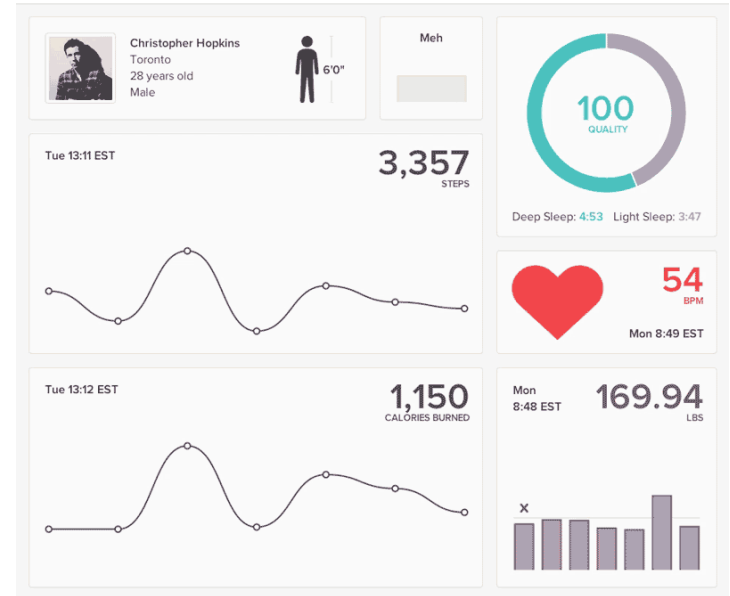 Christopher Hopkins
Toronto
28 years old
Male
6'0"
Meh
100
QUALITY
Deep Sleep: 4:53 Light Sleep: 3:47
Tue 13:11 EST
3,357
STEPS
54
BPM
Mon 8:49 EST
Tue 13:12 EST
1,150
CALORIES BURNED
Mon
8:48 EST
169.94
LBS
x